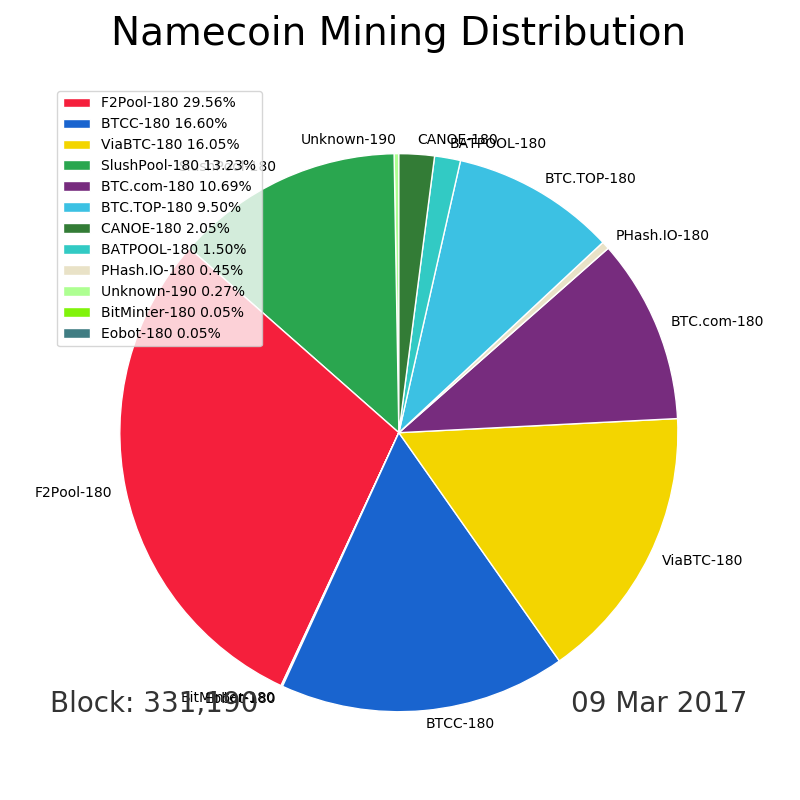 Namecoin Mining Distribution
F2Pool-180 29.56%
BTCC-180 16.60%
ViaBTC-180 16.05%
SlushPool-180 13.23%
BTC.com-180 10.69%
BTC.TOP-180 9.50%
CANOE-180 2.05%
BATPOOL-180 1.50%
PHash.IO-180 0.45%
Unknown-190 0.27%
BitMinter-180 0.05%
Eobot-180 0.05%
Unknown-190
CANOE-180
BATPOOL-180
BTC.TOP-180
PHash.IO-180
BTC.com-180
F2Pool-180
ViaBTC-180
BitMinter-180
Eobot-180
Block: 331,190
09 Mar 2017
BTCC-180